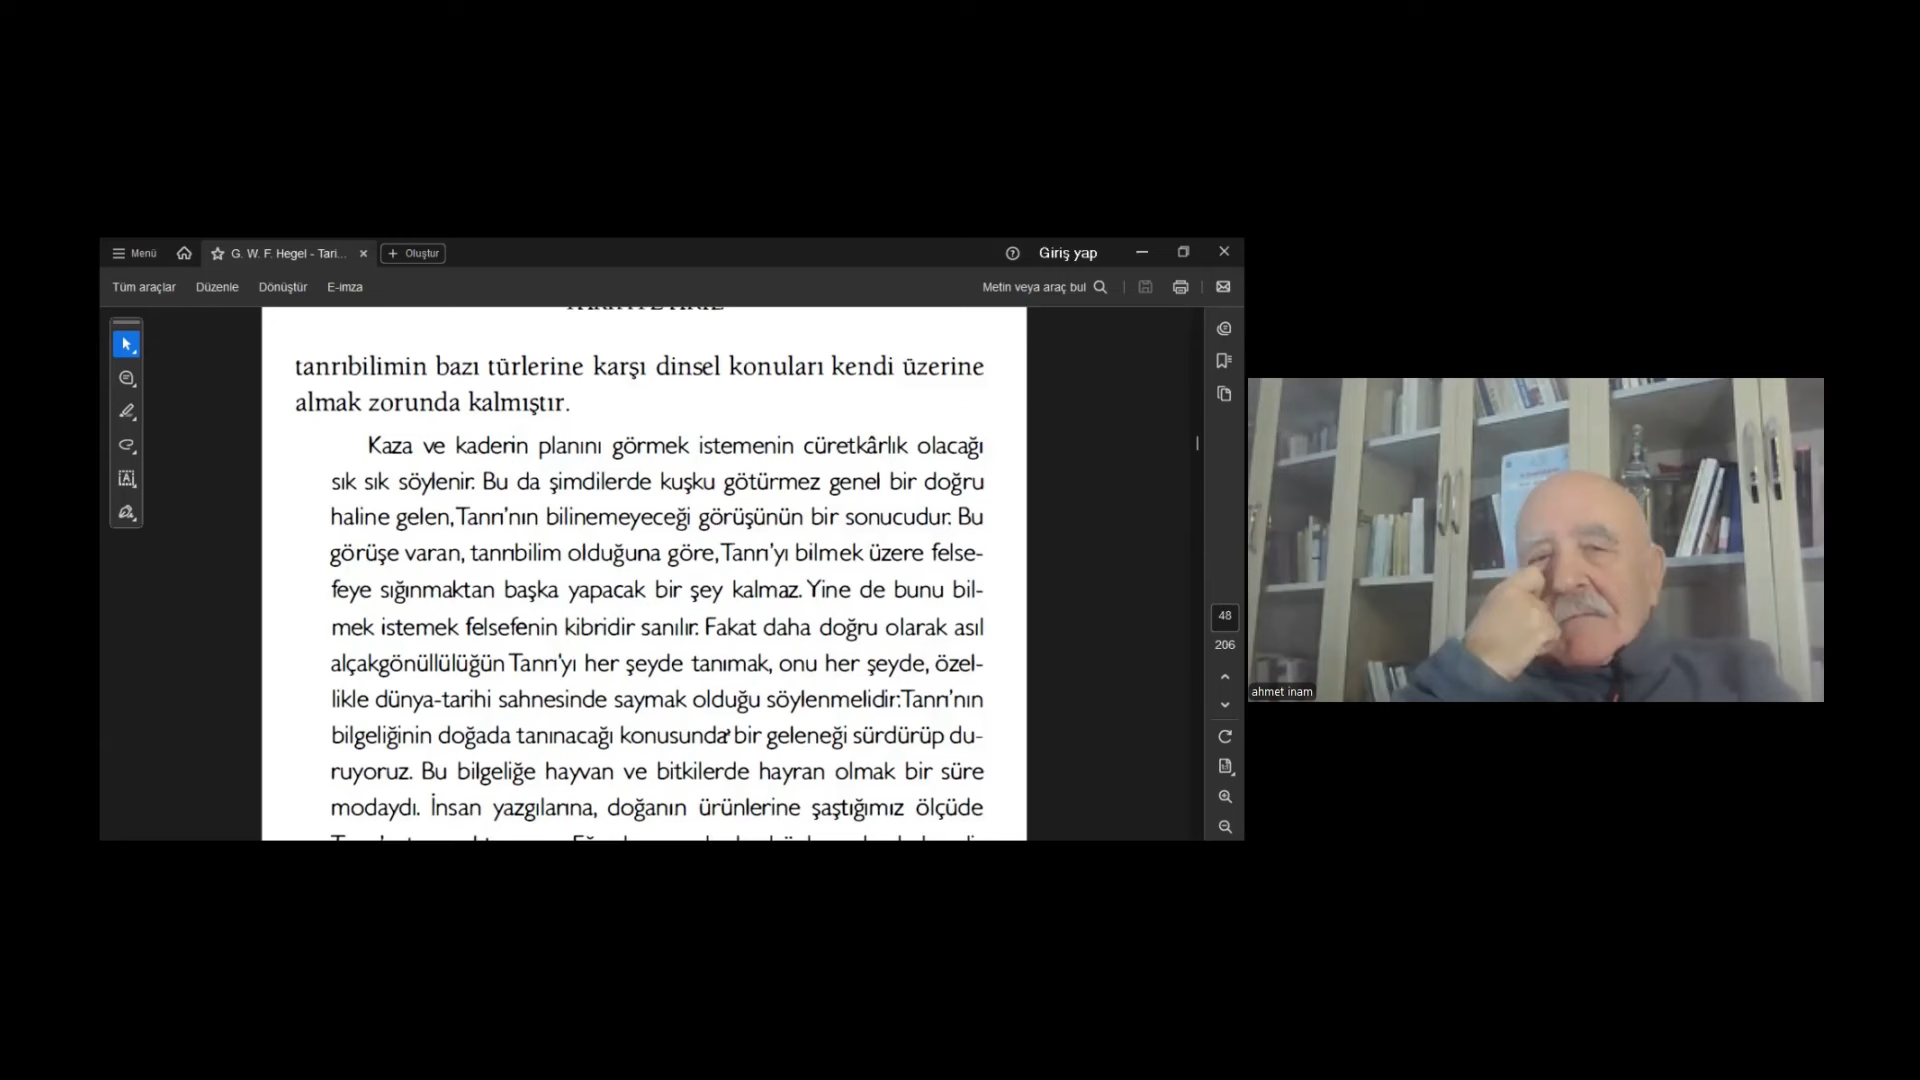 Menü
G. W. F. Hegel - Tari...
Oluştur
Giriş yap
Tüm araçlar
Düzenle
Dönüştür
E-imza
Metin veya araç bul
tanrıbilimin bazı türlerine karşı dinsel konuları kendi üzerine
almak zorunda kalmıştır.
Kaza ve kaderin planını görmek istemenin cüretkârlık olacağı
sık sık söylenir. Bu da şimdilerde kuşku götürmez genel bir doğru
haline gelen, Tanrı'nın bilinemeyeceği görüşünün bir sonucudur. Bu
görüşe varan, tanrıbilim olduğuna göre, Tanrı'yı bilmek üzere felse-
feye sığınmaktan başka yapacak bir şey kalmaz. Yine de bunu bil-
mek istemek felsefenin kibridir sanılır. Fakat daha doğru olarak asıl
alçakgönüllülüğün Tanrı'yı her şeyde tanımak, onu her şeyde, özel-
likle dünya-tarihi sahnesinde saymak olduğu söylenmelidir. Tanrı'nın
bilgeliğinin doğada tanınacağı konusunda bir geleneği sürdürüp du-
ruyoruz. Bu bilgeliğe hayvan ve bitkilerde hayran olmak bir süre
modaydı. İnsan yazgılarına, doğanın ürünlerine şaştığımız ölçüde
48
206
ahmet inam